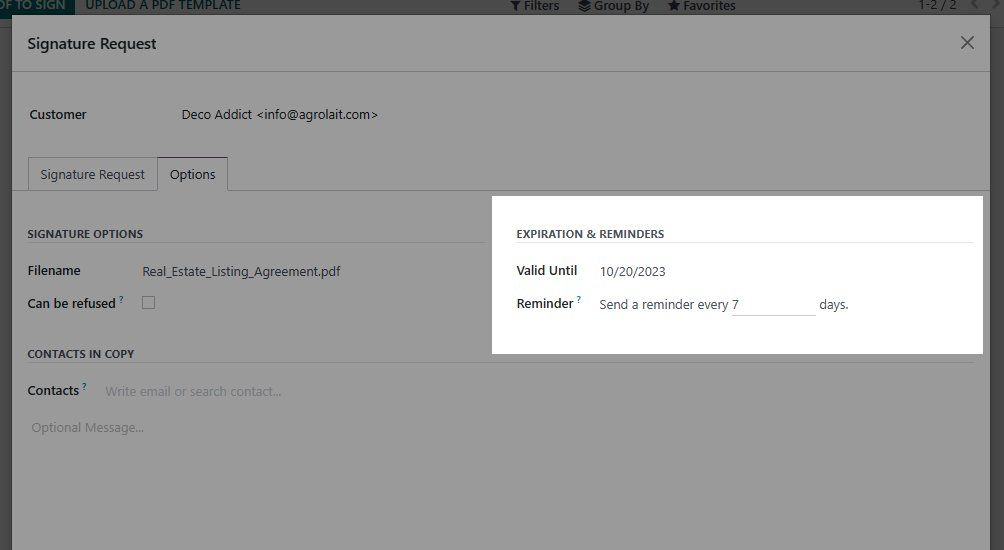 TO SIGN UPLOAD A PDF TEMPLATE Filters Group By Favorites 1-2 / 2
Signature Request
Customer Deco Addict <info@agrolait.com>
Signature Request Options
SIGNATURE OPTIONS
Filename Real_Estate_Listing_Agreement.pdf
Can be refused ?
EXPIRATION & REMINDERS
Valid Until 10/20/2023
Reminder ? Send a reminder every 7 days.
CONTACTS IN COPY
Contacts ? Write email or search contact...
Optional Message...